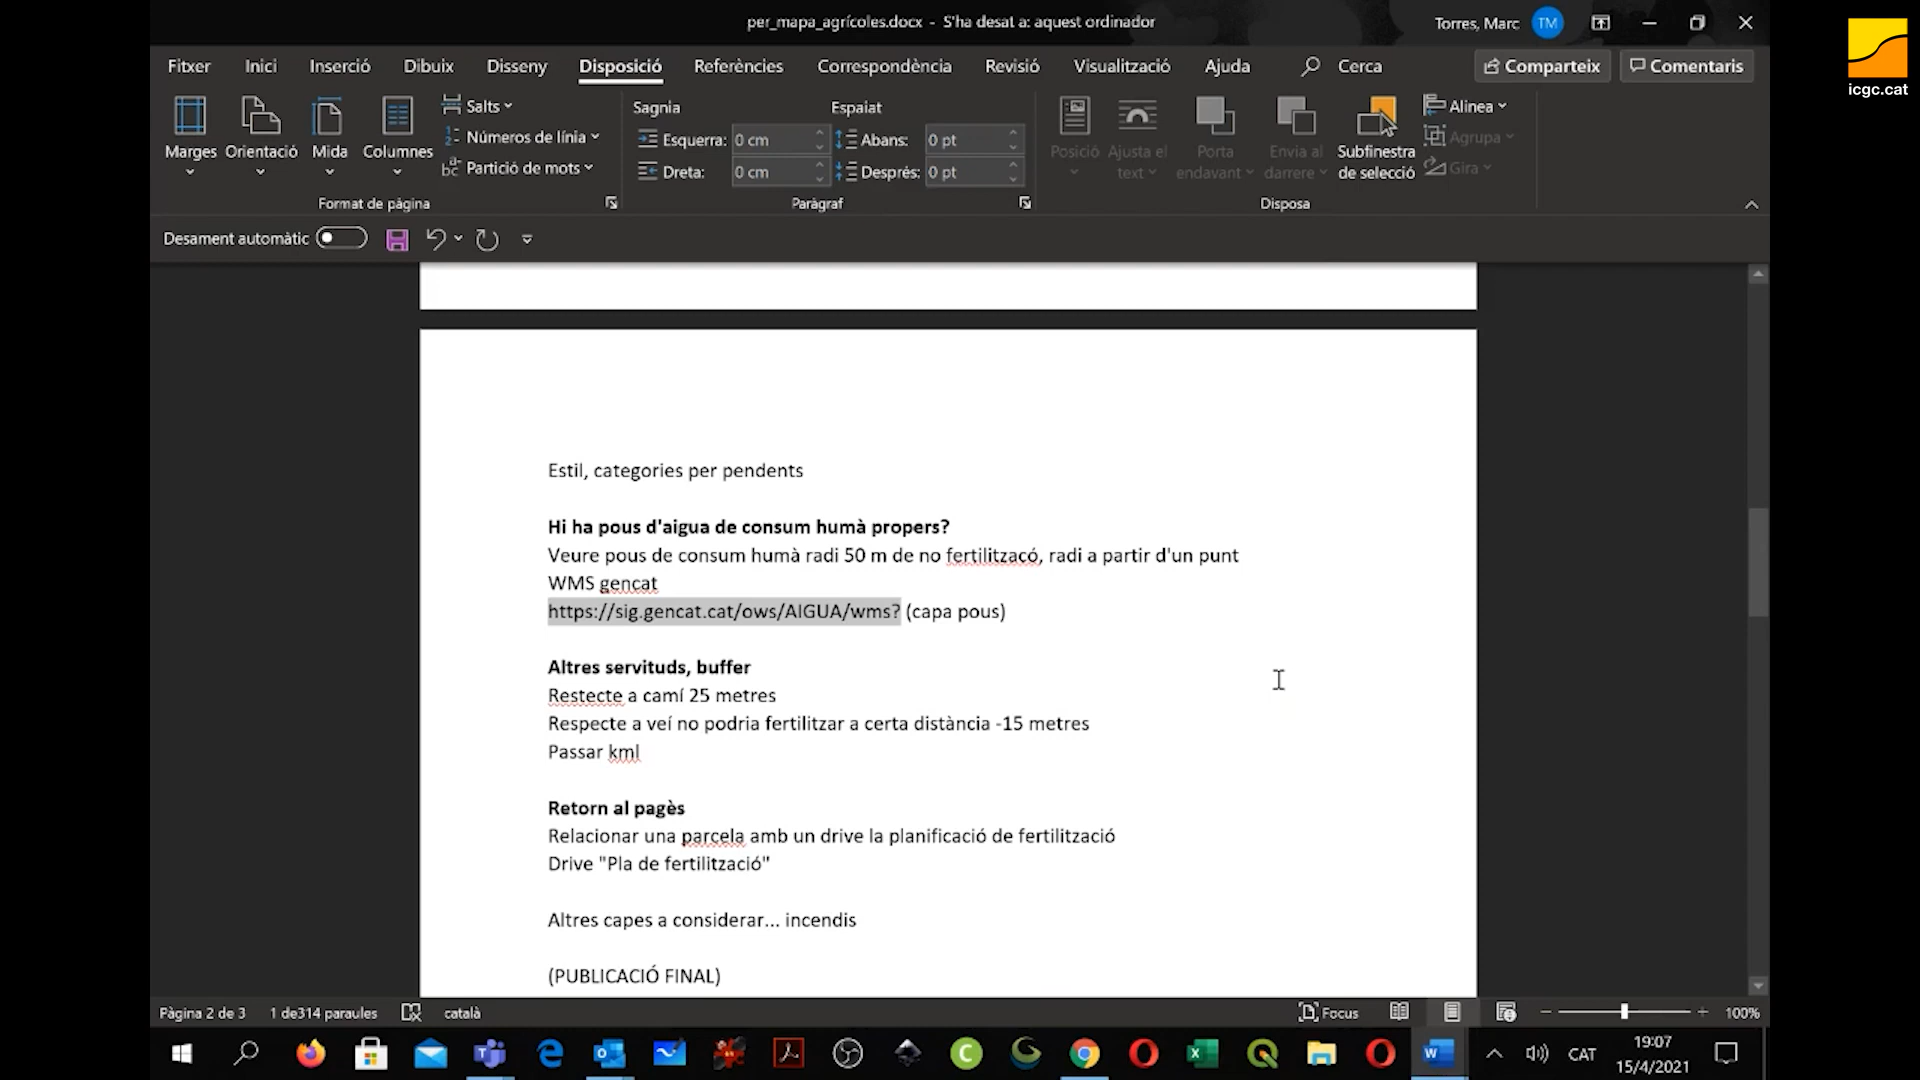 per_mapa_agrícoles.docx - S'ha desat a: aquest ordinador
Torres, Marc TM
icgc.cat
Fitxer Inici Inserció Dibuix Disseny Disposició Referències Correspondència Revisió Visualització Ajuda Cerca Comparteix Comentaris
Marges Orientació Mida Columnes
Salts
Números de línia
Partició de mots
Format de pàgina
Sagnia Espaiat
Esquerra: 0 cm Abans: 0 pt
Dreta: 0 cm Després: 0 pt
Paràgraf
Posició Ajusta el text Porta endavant Envia al darrere Subfinestra de selecció
Alinea
Agrupa
Gira
Disposa
Desament automàtic
Estil, categories per pendents
Hi ha pous d'aigua de consum humà propers?
Veure pous de consum humà radi 50 m de no fertilitzacó, radi a partir d'un punt
WMS gencat
https://sig.gencat.cat/ows/AIGUA/wms? (capa pous)
Altres servituds, buffer
Restecte a camí 25 metres
Respecte a veí no podria fertilitzar a certa distància -15 metres
Passar kml
Retorn al pagès
Relacionar una parcela amb un drive la planificació de fertilització
Drive "Pla de fertilització"
Altres capes a considerar... incendis
(PUBLICACIÓ FINAL)
Pàgina 2 de 3 1 de314 paraules català Focus 100%
CAT
19:07
15/4/2021